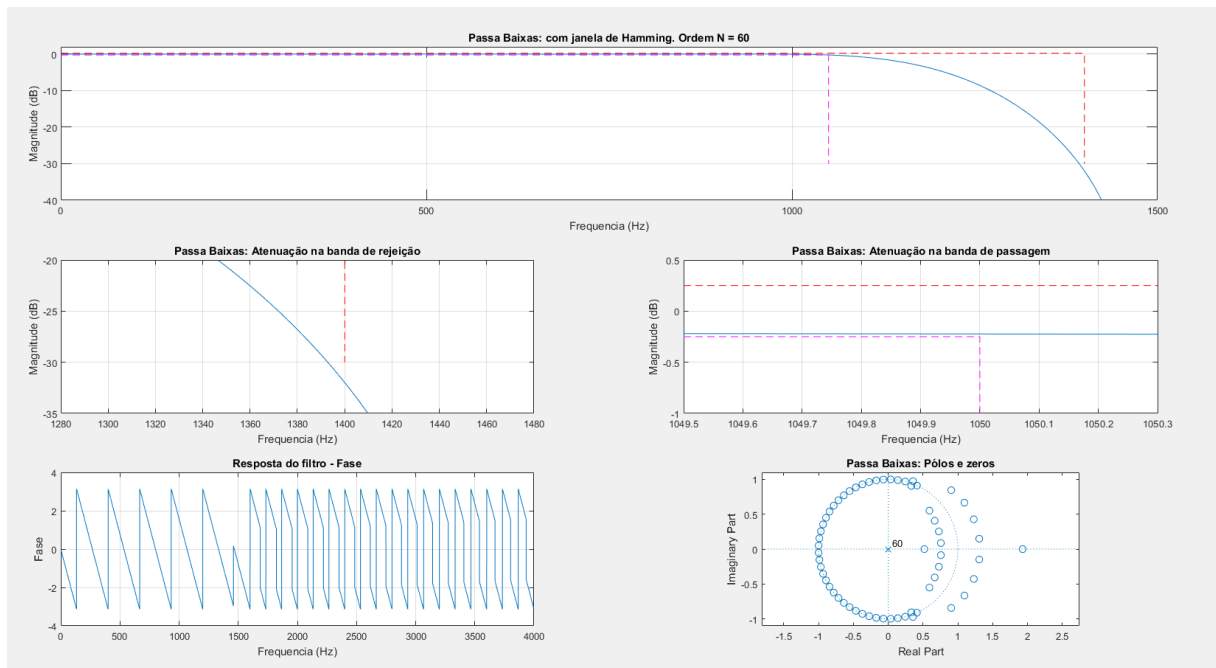 Passa Baixas: com janela de Hamming. Ordem N = 60
0
-10
-20
-30
-40
Magnitude (dB)
0 500 1000 1500
Frequencia (Hz)
Passa Baixas: Atenuação na banda de rejeição
-20
-25
-30
-35
Magnitude (dB)
1280 1300 1320 1340 1360 1380 1400 1420 1440 1460 1480
Frequencia (Hz)
Passa Baixas: Atenuação na banda de passagem
0.5
0
-0.5
-1
Magnitude (dB)
1049.5 1049.6 1049.7 1049.8 1049.9 1050 1050.1 1050.2 1050.3
Frequencia (Hz)
Resposta do filtro - Fase
4
2
0
-2
-4
Fase
0 500 1000 1500 2000 2500 3000 3500 4000
Frequencia (Hz)
Passa Baixas: Pólos e zeros
1
0.5
0
-0.5
-1
Imaginary Part
60
-1.5 -1 -0.5 0 0.5 1 1.5 2 2.5
Real Part